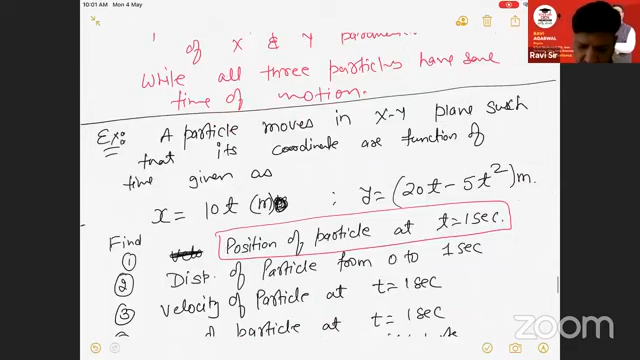 10:01 AM Mon 4 May
of x & y parame
While all three particles have same
time of motion.
Ex: A particle moves in x-y plane such
that its coordinate are function of
time given as
x = 10t (m) ; y = (20t - 5t²) m.
Find
① Position of particle at t=1sec.
② Disp. of Particle from 0 to 1 sec
③ velocity of Particle at t=1 sec
of particle at t=1 sec
RAVI
AGARWAL
Ravi Sir
zoom